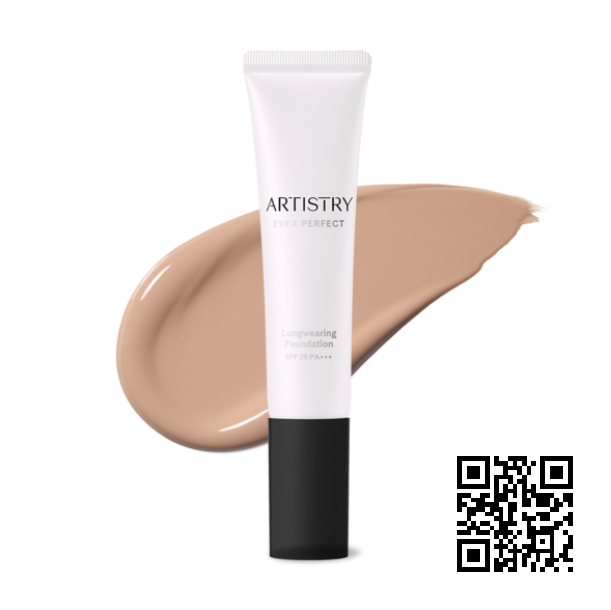 ARTISTRY
EVER PERFECT
Longwearing
Foundation
SPF 25 PA+++